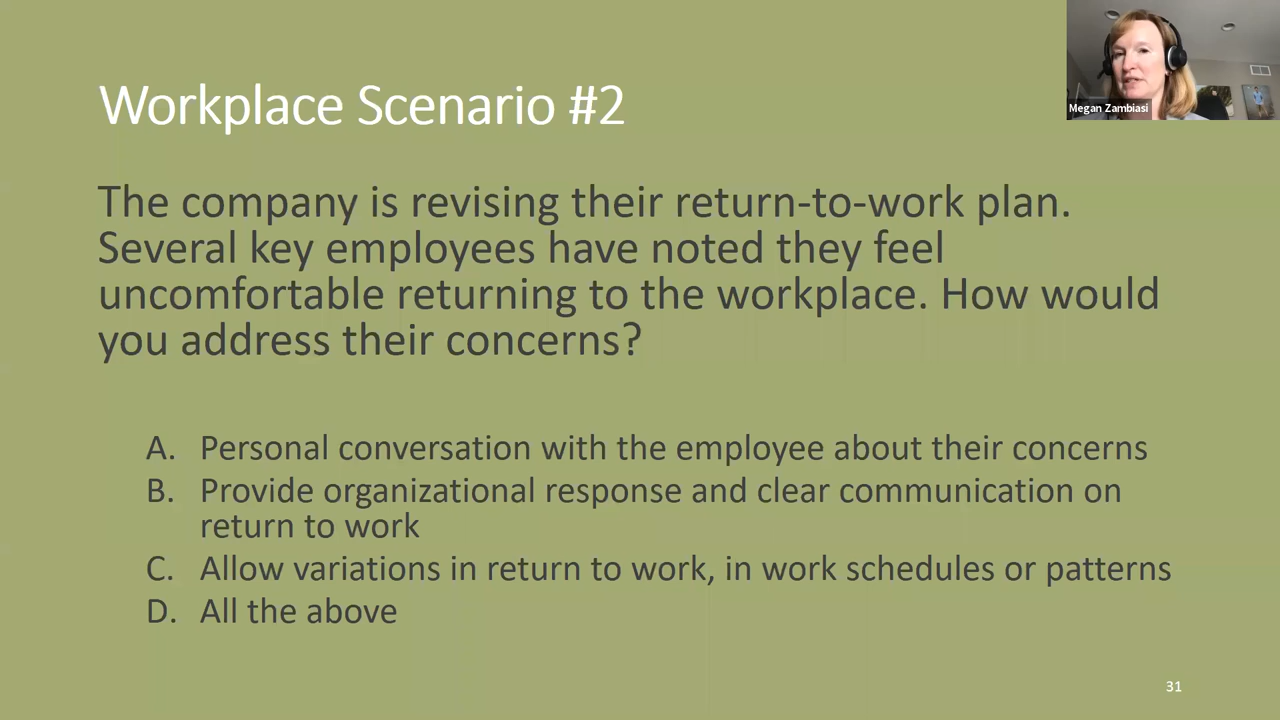 Workplace Scenario #2
Megan Zambiasi
The company is revising their return-to-work plan.
Several key employees have noted they feel
uncomfortable returning to the workplace. How would
you address their concerns?
A. Personal conversation with the employee about their concerns
B. Provide organizational response and clear communication on
return to work
C. Allow variations in return to work, in work schedules or patterns
D. All the above
31